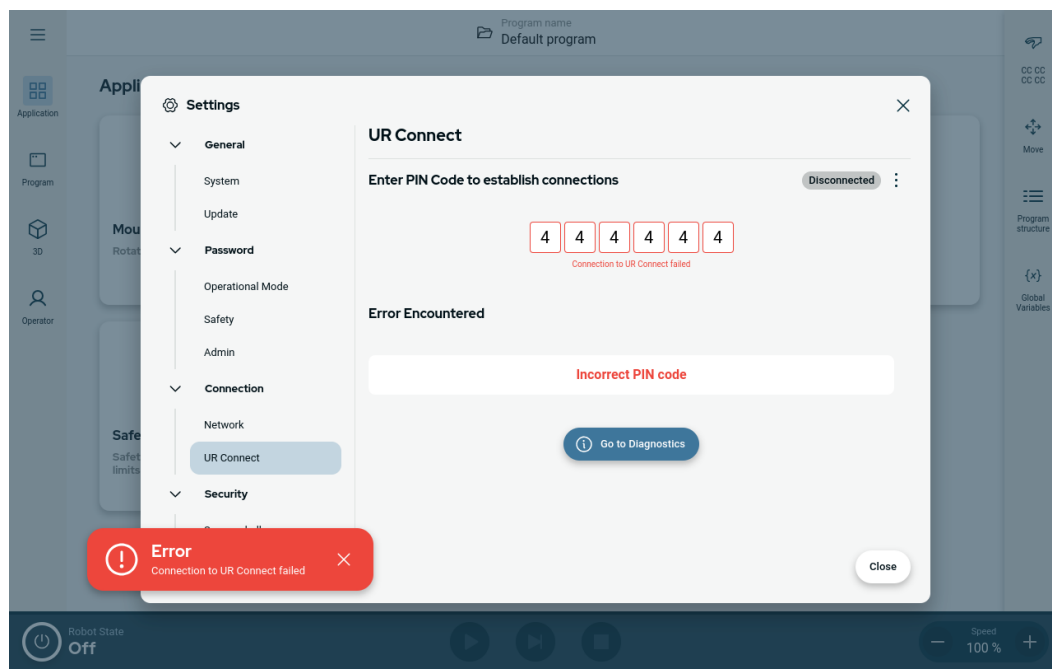 Program name
Default program
Application
Program
3D
Operator
Appli
Mou
Rotat
Safe
Safet
limits
Settings
General
System
Update
Password
Operational Mode
Safety
Admin
Connection
Network
UR Connect
Security
UR Connect
Enter PIN Code to establish connections
Disconnected
4 4 4 4 4 4
Connection to UR Connect failed
Error Encountered
Incorrect PIN code
Go to Diagnostics
Close
Error
Connection to UR Connect failed
CC CC
CC CC
Move
Program
structure
{x}
Global
Variables
Robot State
Off
Speed
100 %